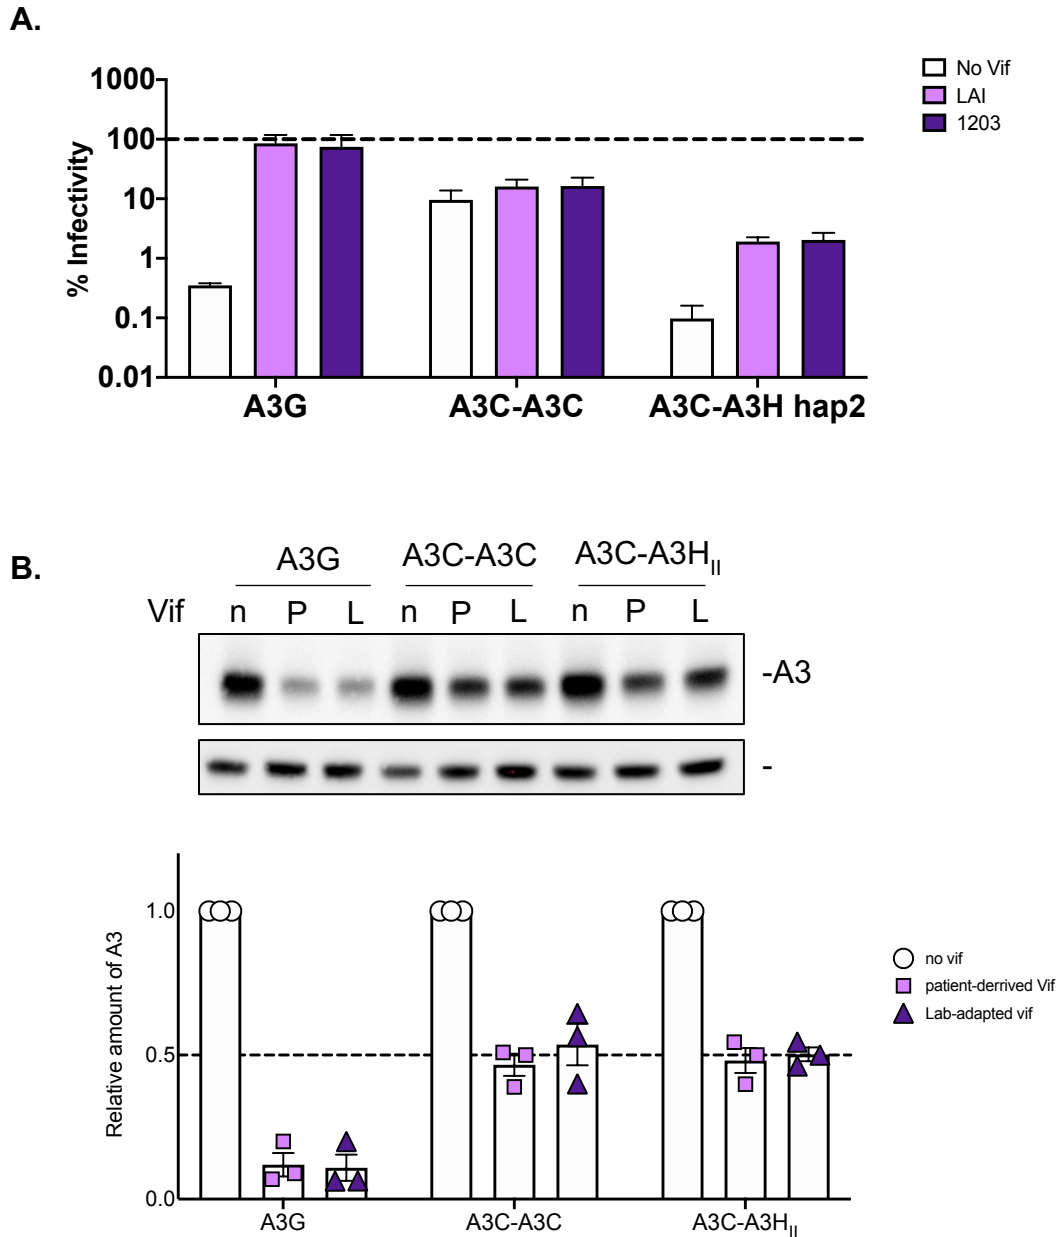 A.
1000
100
10
1
0.1
0.01
% Infectivity
A3G
A3C-A3C
A3C-A3H hap2
No Vif
LAI
1203
B.
A3G
A3C-A3C
A3C-A3H_II
Vif n P L n P L n P L
-A3
-
1.0
0.5
0.0
Relative amount of A3
A3G
A3C-A3C
A3C-A3H_II
no vif
patient-derrived Vif
Lab-adapted vif